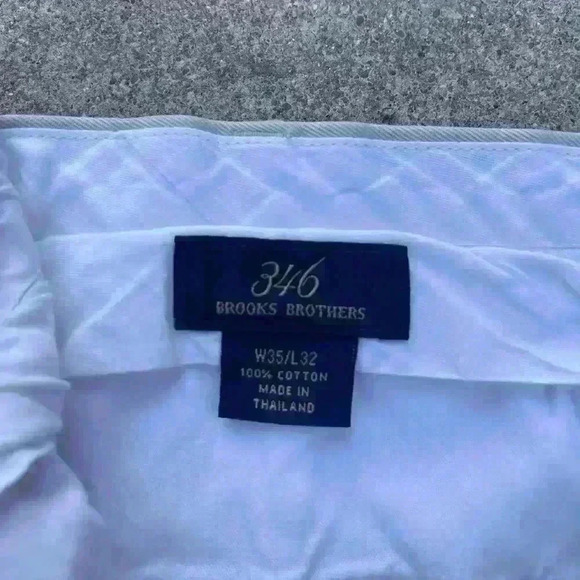 346
BROOKS BROTHERS
W35/L32
100% COTTON
MADE IN
THAILAND